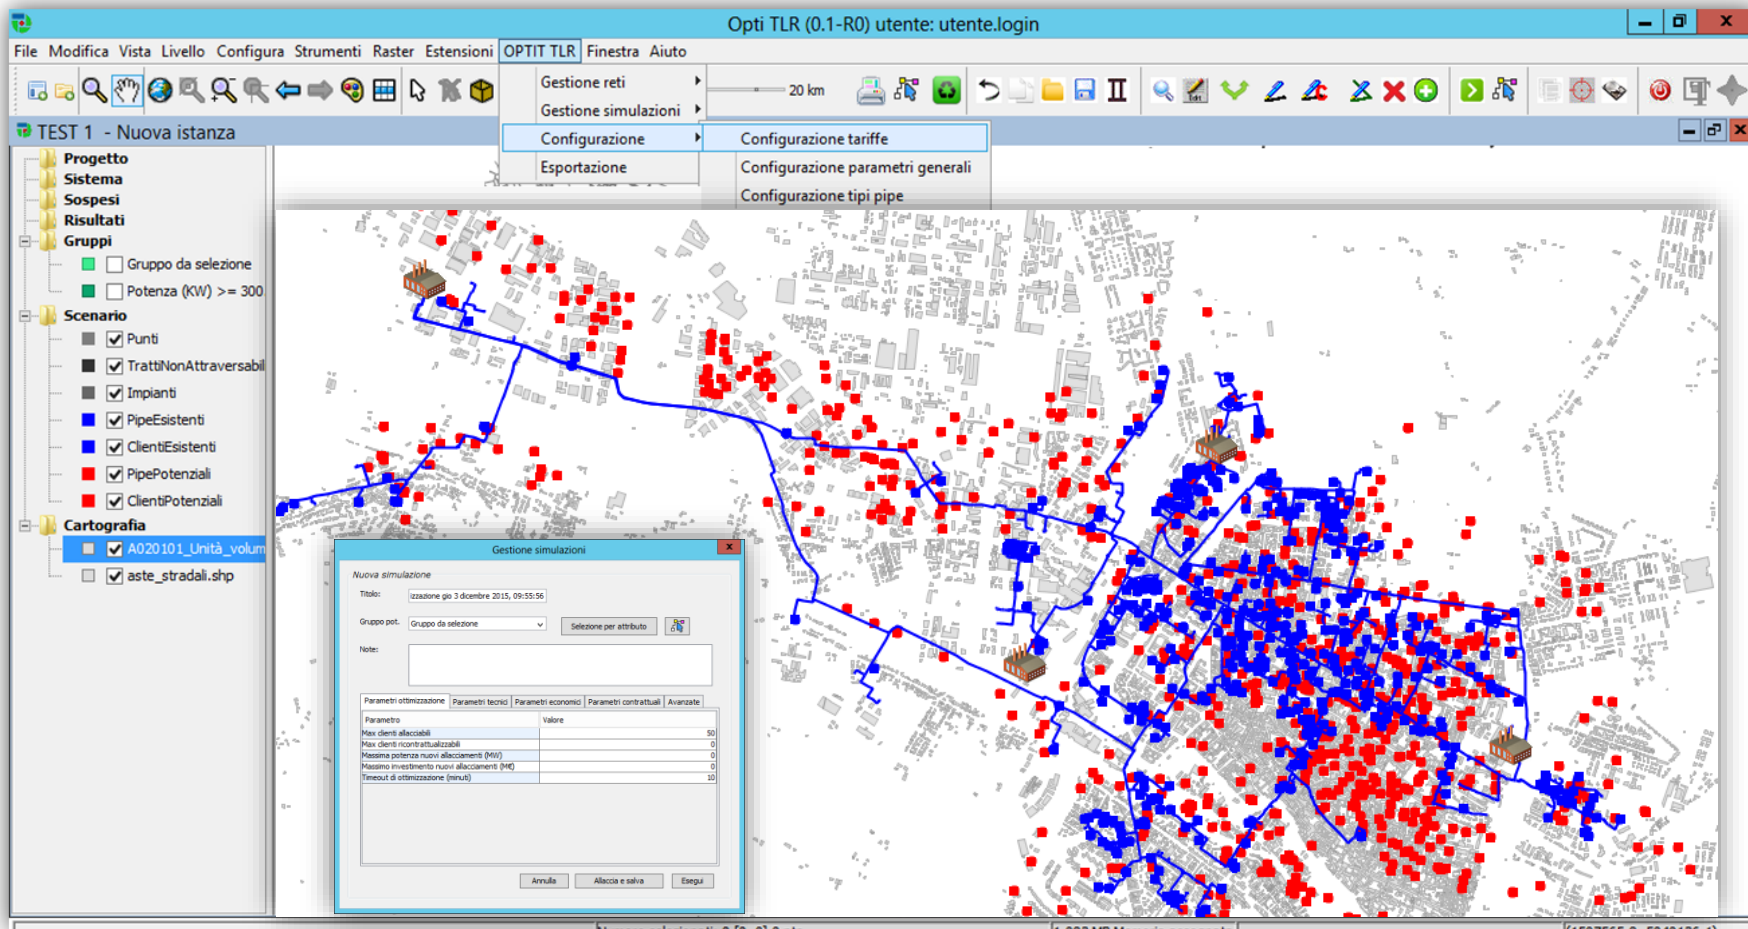 Opti TLR (0.1-R0) utente: utente.login
File Modifica Vista Livello Configura Strumenti Raster Estensioni OPTIT TLR Finestra Aiuto
Gestione reti
Gestione simulazioni
Configurazione
Esportazione
Configurazione tariffe
Configurazione parametri generali
Configurazione tipi pipe
20 km
TEST 1 - Nuova istanza
Progetto
Sistema
Sospesi
Risultati
Gruppi
Gruppo da selezione
Potenza (KW) >= 300
Scenario
Punti
TrattiNonAttraversabil
Impianti
PipeEsistenti
ClientiEsistenti
PipePotenziali
ClientiPotenziali
Cartografia
A020101_Unità_volum
aste_stradali.shp
Gestione simulazioni
Nuova simulazione
Titolo: izzazione gio 3 dicembre 2015, 09:55:56
Gruppo pot. Gruppo da selezione Selezione per attributo
Note:
Parametri ottimizzazione Parametri tecnici Parametri economici Parametri contrattuali Avanzate
Parametro Valore
Max clienti allacciabili 50
Max clienti ricontrattualizzabili 0
Massima potenza nuovi allacciamenti (MW) 0
Massimo investimento nuovi allacciamenti (M€) 0
Timeout di ottimizzazione (minuti) 10
Annulla Allaccia e salva Esegui